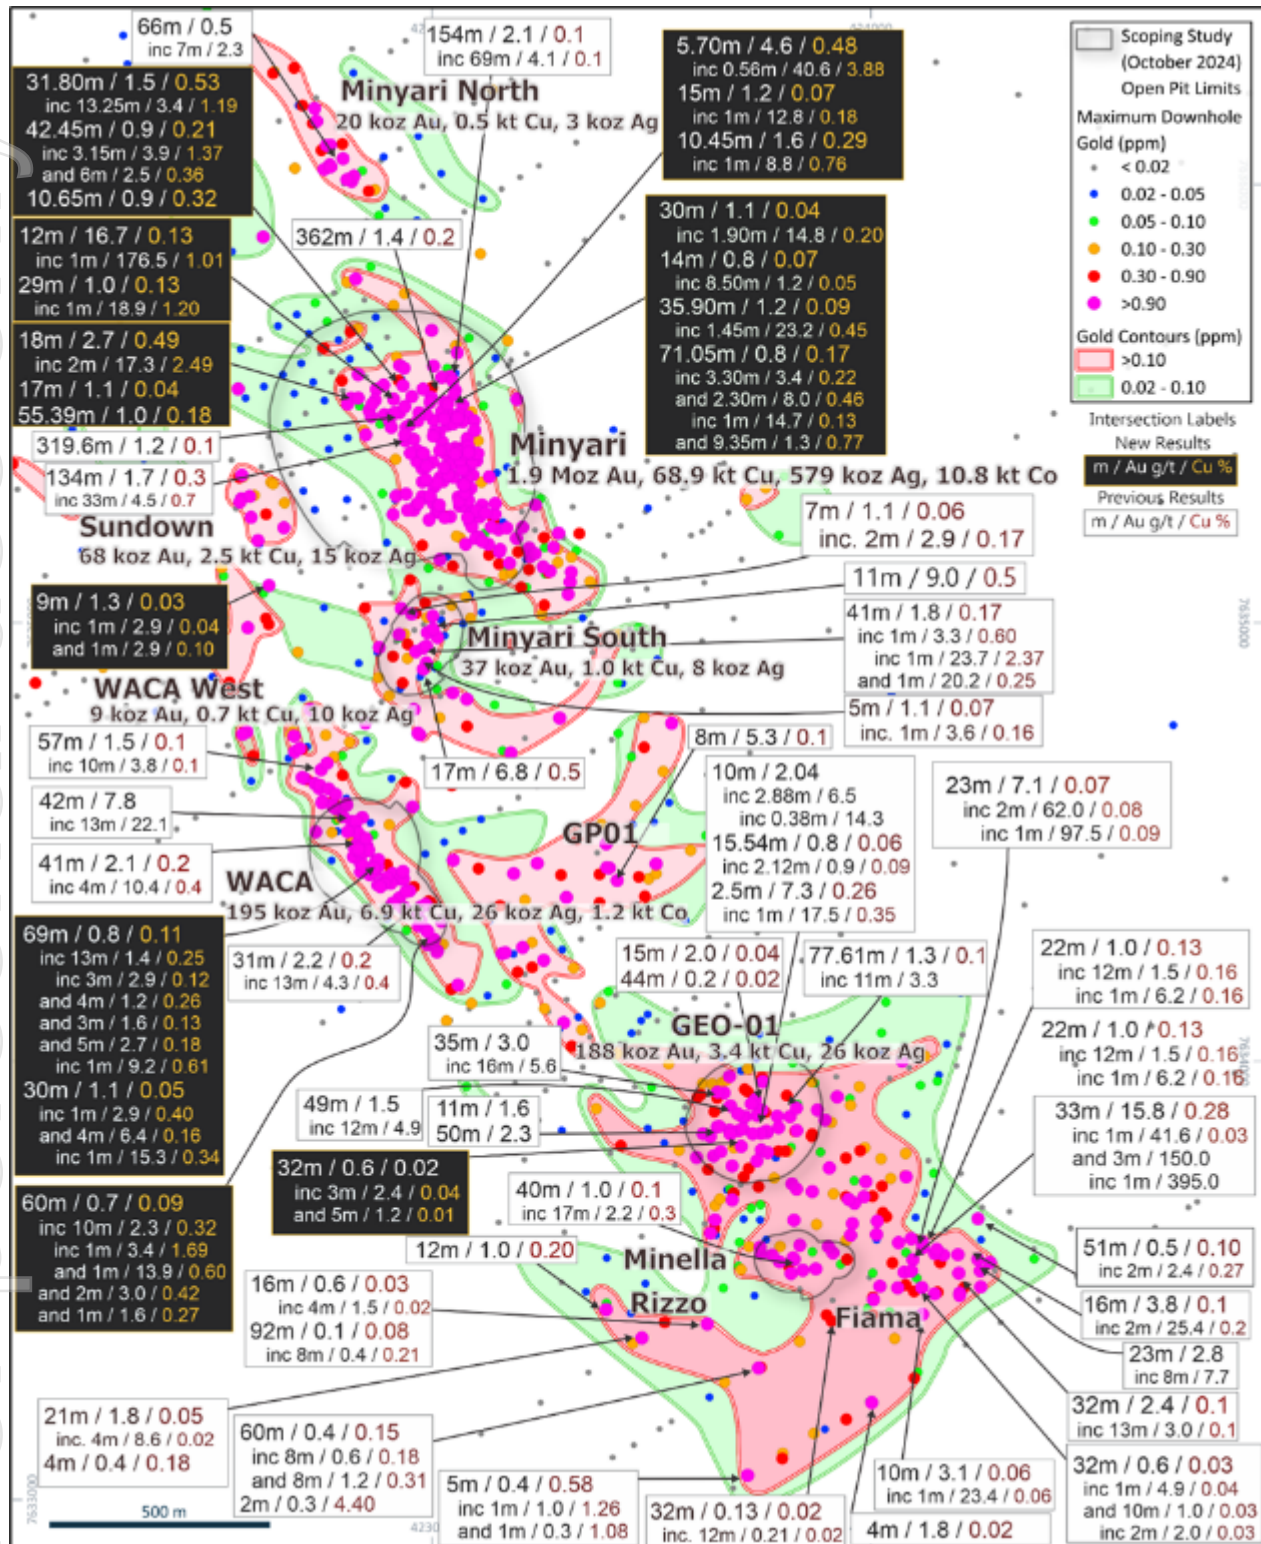 66m / 0.5
inc 7m / 2.3
154m / 2.1 / 0.1
inc 69m / 4.1 / 0.1
31.80m / 1.5 / 0.53
inc 13.25m / 3.4 / 1.19
42.45m / 0.9 / 0.21
inc 3.15m / 3.9 / 1.37
and 6m / 2.5 / 0.36
10.65m / 0.9 / 0.32
Minyari North
20 koz Au, 0.5 kt Cu, 3 koz Ag
5.70m / 4.6 / 0.48
inc 0.56m / 40.6 / 3.88
15m / 1.2 / 0.07
inc 1m / 12.8 / 0.18
10.45m / 1.6 / 0.29
inc 1m / 8.8 / 0.76
Scoping Study
(October 2024)
Open Pit Limits
Maximum Downhole
Gold (ppm)
< 0.02
0.02 - 0.05
0.05 - 0.10
0.10 - 0.30
0.30 - 0.90
>0.90
Gold Contours (ppm)
>0.10
0.02 - 0.10
Intersection Labels
New Results
m / Au g/t / Cu %
Previous Results
m / Au g/t / Cu %
12m / 16.7 / 0.13
inc 1m / 176.5 / 1.01
29m / 1.0 / 0.13
inc 1m / 18.9 / 1.20
362m / 1.4 / 0.2
30m / 1.1 / 0.04
inc 1.90m / 14.8 / 0.20
14m / 0.8 / 0.07
inc 8.50m / 1.2 / 0.05
35.90m / 1.2 / 0.09
inc 1.45m / 23.2 / 0.45
71.05m / 0.8 / 0.17
inc 3.30m / 3.4 / 0.22
and 2.30m / 8.0 / 0.46
inc 1m / 14.7 / 0.13
and 9.35m / 1.3 / 0.77
18m / 2.7 / 0.49
inc 2m / 17.3 / 2.49
17m / 1.1 / 0.04
55.39m / 1.0 / 0.18
319.6m / 1.2 / 0.1
134m / 1.7 / 0.3
inc 33m / 4.5 / 0.7
Minyari
1.9 Moz Au, 68.9 kt Cu, 579 koz Ag, 10.8 kt Co
Sundown
68 koz Au, 2.5 kt Cu, 15 koz Ag
7m / 1.1 / 0.06
inc. 2m / 2.9 / 0.17
11m / 9.0 / 0.5
9m / 1.3 / 0.03
inc 1m / 2.9 / 0.04
and 1m / 2.9 / 0.10
41m / 1.8 / 0.17
inc 1m / 3.3 / 0.60
inc 1m / 23.7 / 2.37
and 1m / 20.2 / 0.25
7635000
Minyari South
37 koz Au, 1.0 kt Cu, 8 koz Ag
WACA West
9 koz Au, 0.7 kt Cu, 10 koz Ag
5m / 1.1 / 0.07
inc. 1m / 3.6 / 0.16
57m / 1.5 / 0.1
inc 10m / 3.8 / 0.1
17m / 6.8 / 0.5
8m / 5.3 / 0.1
42m / 7.8
inc 13m / 22.1
10m / 2.04
inc 2.88m / 6.5
inc 0.38m / 14.3
15.54m / 0.8 / 0.06
inc 2.12m / 0.9 / 0.09
2.5m / 7.3 / 0.26
inc 1m / 17.5 / 0.35
23m / 7.1 / 0.07
inc 2m / 62.0 / 0.08
inc 1m / 97.5 / 0.09
41m / 2.1 / 0.2
inc 4m / 10.4 / 0.4
GP01
WACA
195 koz Au, 6.9 kt Cu, 26 koz Ag, 1.2 kt Co
69m / 0.8 / 0.11
inc 13m / 1.4 / 0.25
inc 3m / 2.9 / 0.12
and 4m / 1.2 / 0.26
and 3m / 1.6 / 0.13
and 5m / 2.7 / 0.18
inc 1m / 9.2 / 0.61
30m / 1.1 / 0.05
inc 1m / 2.9 / 0.40
and 4m / 6.4 / 0.16
inc 1m / 15.3 / 0.34
31m / 2.2 / 0.2
inc 13m / 4.3 / 0.4
15m / 2.0 / 0.04
44m / 0.2 / 0.02
77.61m / 1.3 / 0.1
inc 11m / 3.3
22m / 1.0 / 0.13
inc 12m / 1.5 / 0.16
inc 1m / 6.2 / 0.16
22m / 1.0 / 0.13
inc 12m / 1.5 / 0.16
inc 1m / 6.2 / 0.16
GEO-01
188 koz Au, 3.4 kt Cu, 26 koz Ag
35m / 3.0
inc 16m / 5.6
49m / 1.5
inc 12m / 4.9
11m / 1.6
50m / 2.3
33m / 15.8 / 0.28
inc 1m / 41.6 / 0.03
and 3m / 150.0
inc 1m / 395.0
32m / 0.6 / 0.02
inc 3m / 2.4 / 0.04
and 5m / 1.2 / 0.01
60m / 0.7 / 0.09
inc 10m / 2.3 / 0.32
inc 1m / 3.4 / 1.69
and 1m / 13.9 / 0.60
and 2m / 3.0 / 0.42
and 1m / 1.6 / 0.27
40m / 1.0 / 0.1
inc 17m / 2.2 / 0.3
12m / 1.0 / 0.20
Minella
51m / 0.5 / 0.10
inc 2m / 2.4 / 0.27
16m / 0.6 / 0.03
inc 4m / 1.5 / 0.02
92m / 0.1 / 0.08
inc 8m / 0.4 / 0.21
Rizzo
Fiama
16m / 3.8 / 0.1
inc 2m / 25.4 / 0.2
23m / 2.8
inc 8m / 7.7
32m / 2.4 / 0.1
inc 13m / 3.0 / 0.1
21m / 1.8 / 0.05
inc. 4m / 8.6 / 0.02
4m / 0.4 / 0.18
60m / 0.4 / 0.15
inc 8m / 0.6 / 0.18
and 8m / 1.2 / 0.31
2m / 0.3 / 4.40
5m / 0.4 / 0.58
inc 1m / 1.0 / 1.26
and 1m / 0.3 / 1.08
32m / 0.13 / 0.02
inc. 12m / 0.21 / 0.02
10m / 3.1 / 0.06
inc 1m / 23.4 / 0.06
4m / 1.8 / 0.02
32m / 0.6 / 0.03
inc 1m / 4.9 / 0.04
and 10m / 1.0 / 0.03
inc 2m / 2.0 / 0.03
7633000
500 m